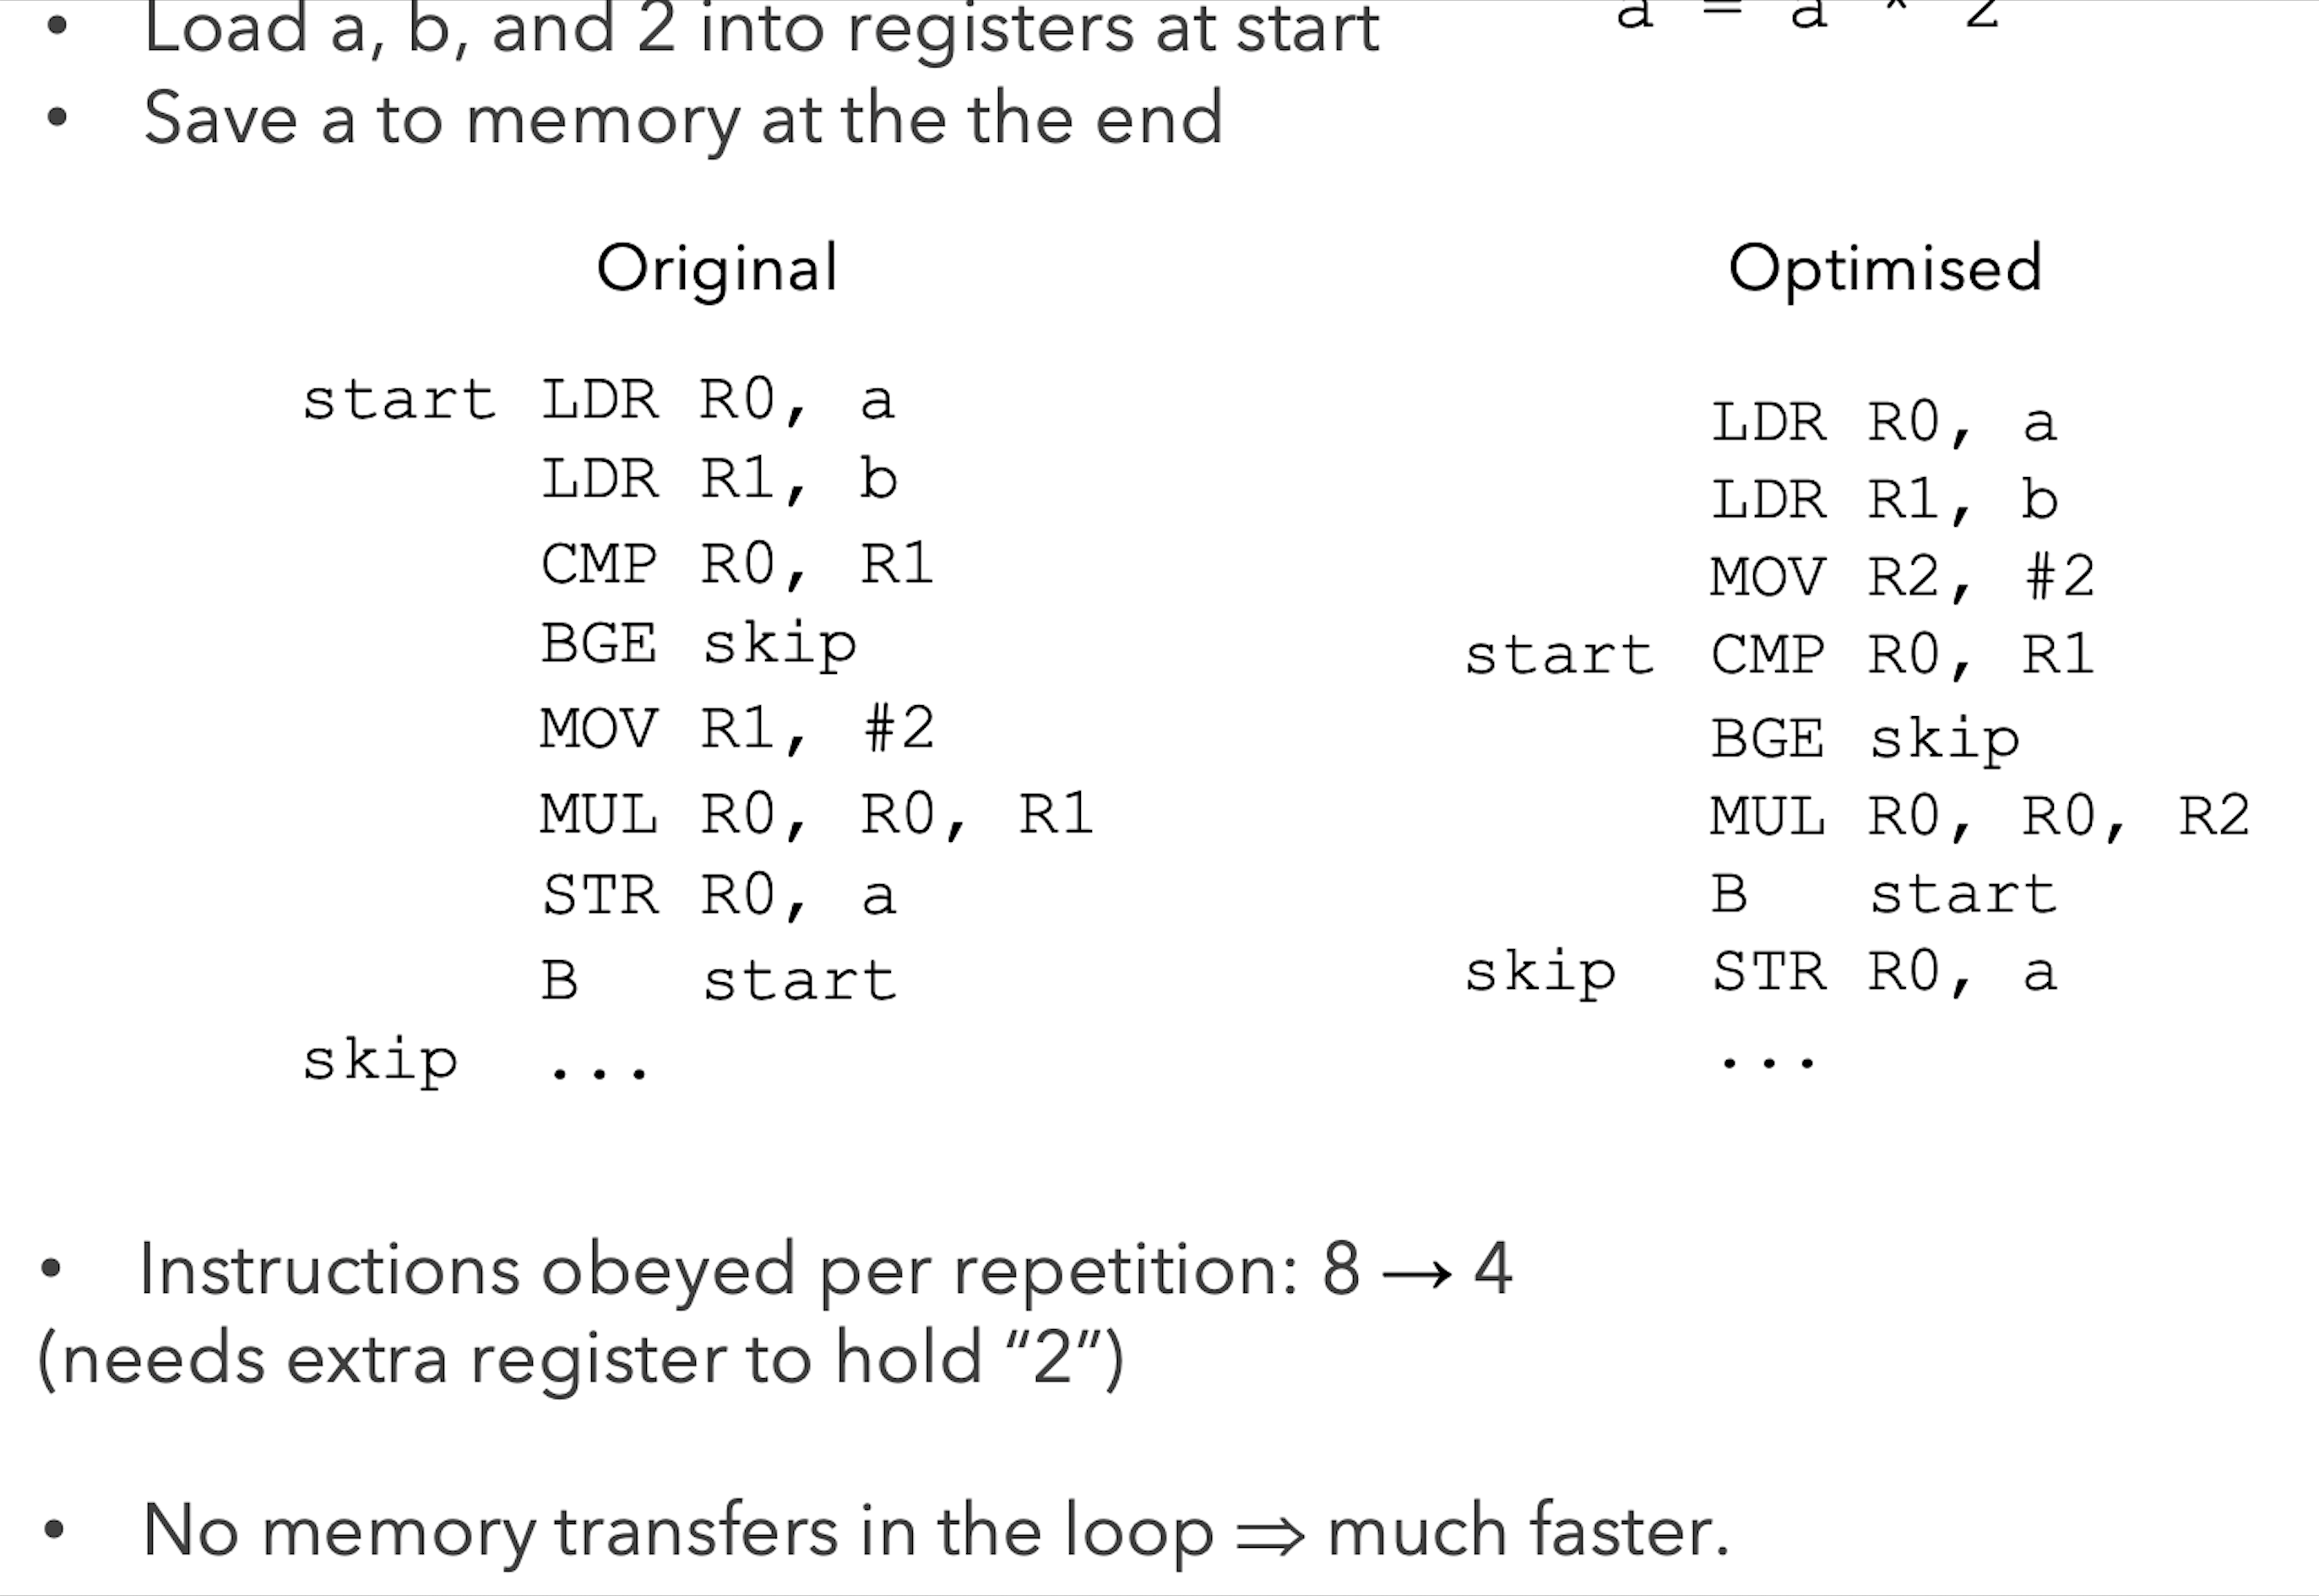 • Load a, b, and 2 into registers at start
a = a * 2
• Save a to memory at the the end
Original
start LDR R0, a
LDR R1, b
CMP R0, R1
BGE skip
MOV R1, #2
MUL R0, R0, R1
STR R0, a
B start
skip ...
Optimised
LDR R0, a
LDR R1, b
MOV R2, #2
start CMP R0, R1
BGE skip
MUL R0, R0, R2
B start
skip STR R0, a
...
• Instructions obeyed per repetition: 8 → 4
(needs extra register to hold “2”)
• No memory transfers in the loop ⇒ much faster.